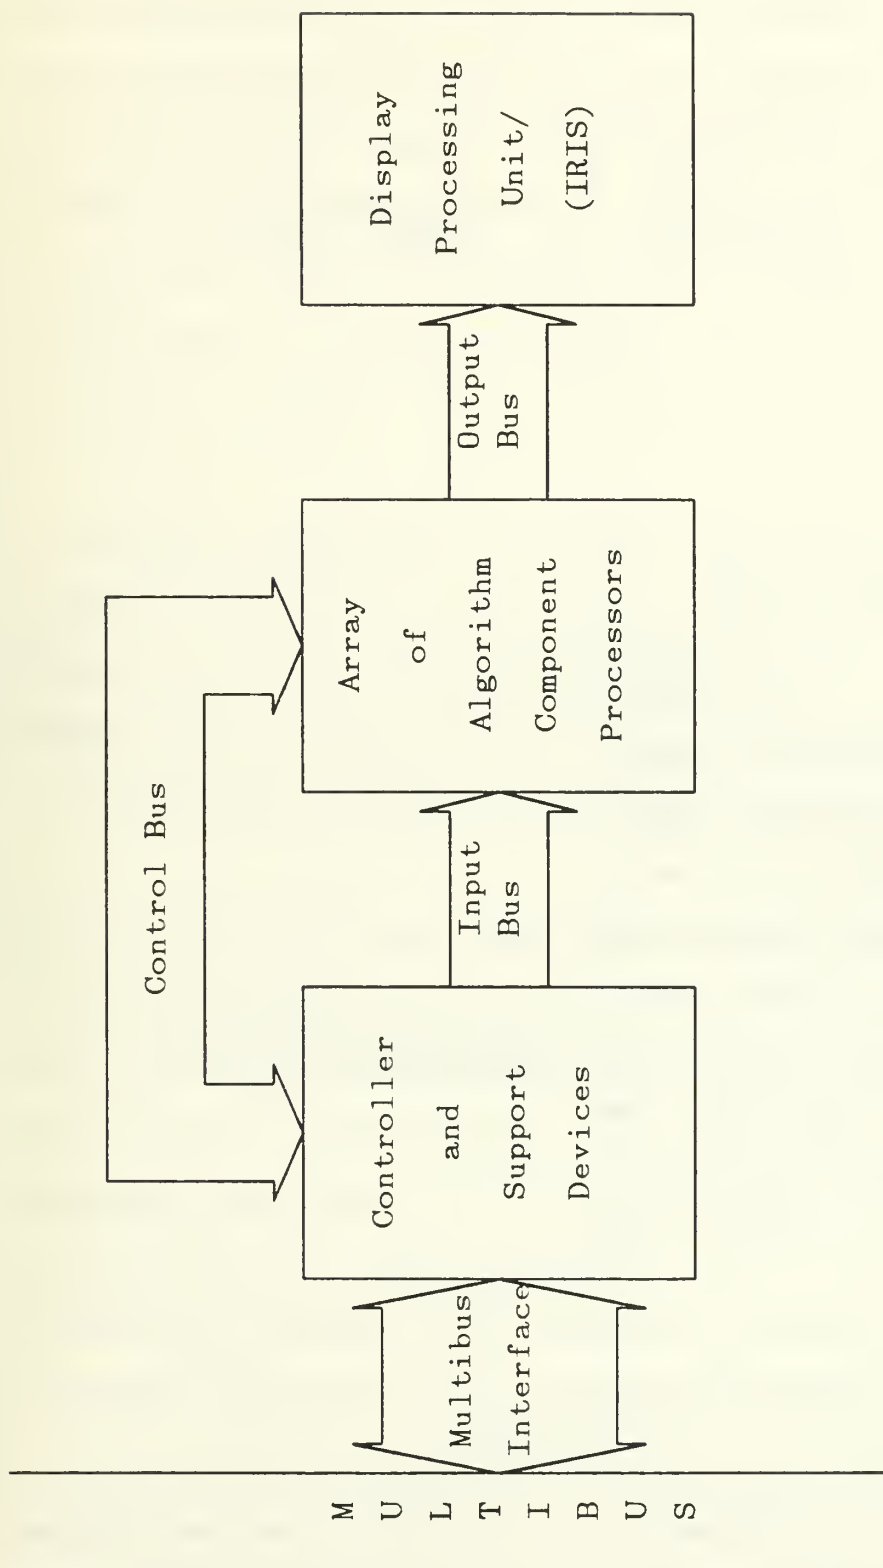 MULTIBUS
Multibus
Interface
Controller
and
Support
Devices
Control Bus
Input
Bus
Array
of
Algorithm
Component
Processors
Output
Bus
Display
Processing
Unit/
(IRIS)